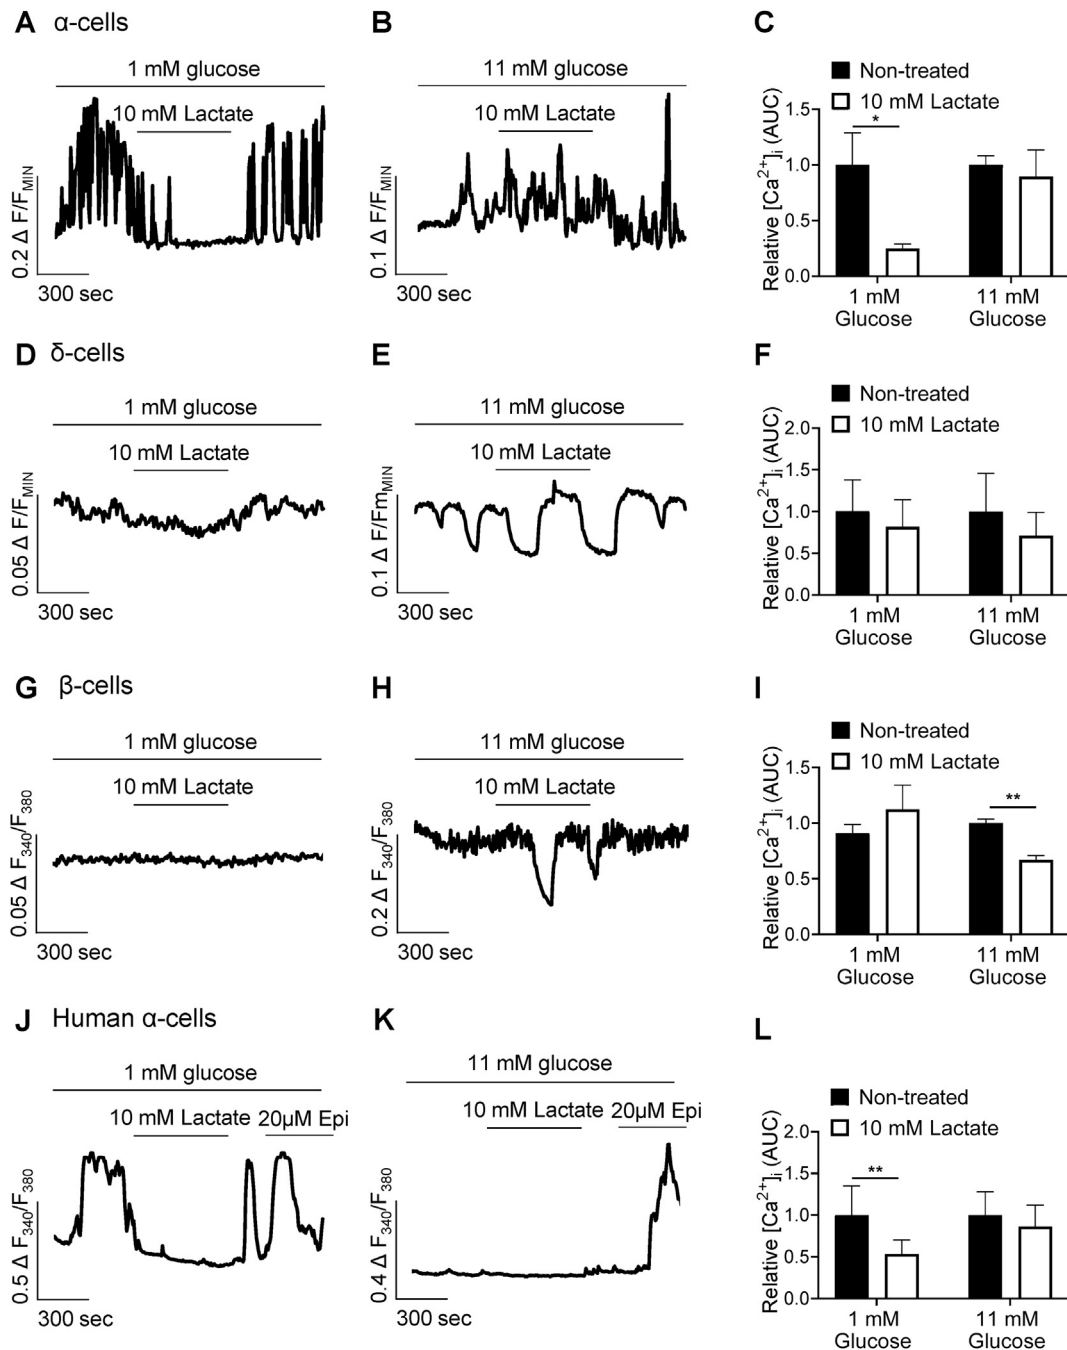 A α-cells
1 mM glucose
10 mM Lactate
0.2 Δ F/F_MIN
300 sec
B
11 mM glucose
10 mM Lactate
0.1 Δ F/F_MIN
300 sec
C
Non-treated
10 mM Lactate
Relative [Ca²⁺]ᵢ (AUC)
1.5
1.0
0.5
0.0
*
1 mM 11 mM
Glucose Glucose
D δ-cells
1 mM glucose
10 mM Lactate
0.05 Δ F/F_MIN
300 sec
E
11 mM glucose
10 mM Lactate
0.1 Δ F/Fm_MIN
300 sec
F
Non-treated
10 mM Lactate
Relative [Ca²⁺]ᵢ (AUC)
2.0
1.5
1.0
0.5
0.0
1 mM 11 mM
Glucose Glucose
G β-cells
1 mM glucose
10 mM Lactate
0.05 Δ F₃₄₀/F₃₈₀
300 sec
H
11 mM glucose
10 mM Lactate
0.2 Δ F₃₄₀/F₃₈₀
300 sec
I
Non-treated
10 mM Lactate
Relative [Ca²⁺]ᵢ (AUC)
1.5
1.0
0.5
0.0
**
1 mM 11 mM
Glucose Glucose
J Human α-cells
1 mM glucose
10 mM Lactate 20µM Epi
0.5 Δ F₃₄₀/F₃₈₀
300 sec
K
11 mM glucose
10 mM Lactate 20µM Epi
0.4 Δ F₃₄₀/F₃₈₀
300 sec
L
Non-treated
10 mM Lactate
Relative [Ca²⁺]ᵢ (AUC)
2.0
1.5
1.0
0.5
0.0
**
1 mM 11 mM
Glucose Glucose